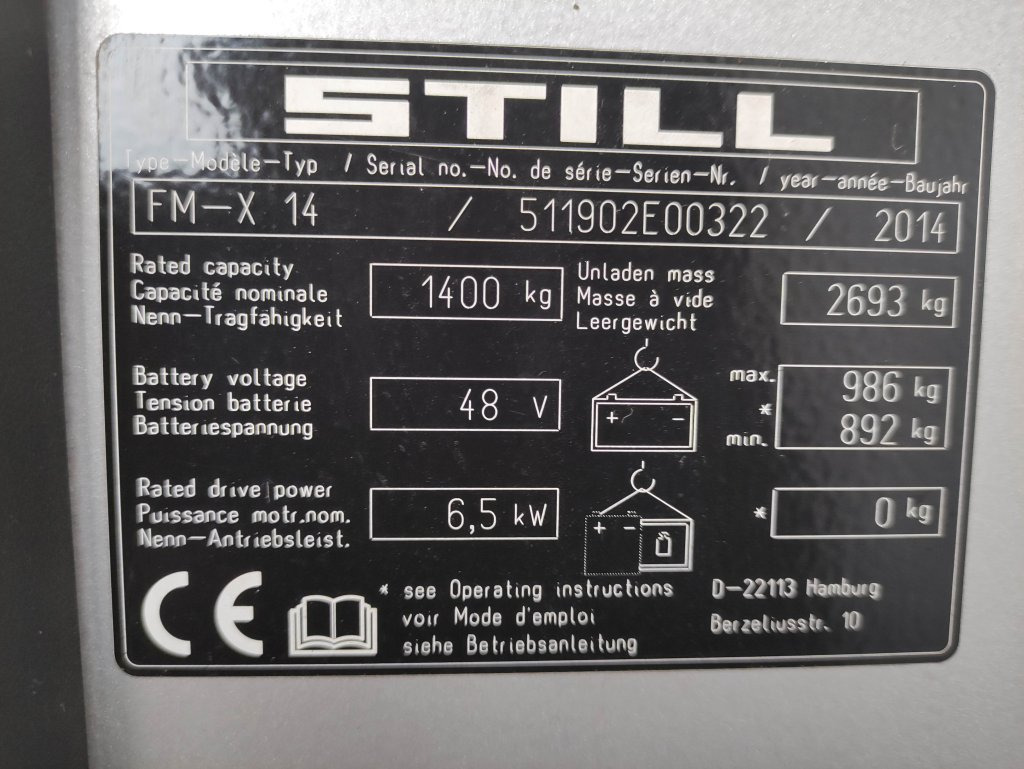 STILL
Type-Modèle-Typ / Serial no.-No. de série-Serien-Nr. / year-année-Baujahr
FM-X 14 / 511902E00322 / 2014
Rated capacity
Capacité nominale
Nenn-Tragfähigkeit
1400 kg
Unladen mass
Masse à vide
Leergewicht
2693 kg
Battery voltage
Tension batterie
Batteriespannung
48 V
+ -
max. 986 kg
*
min. 892 kg
Rated drive power
Puissance motr.nom.
Nenn-Antriebsleist.
6,5 kW
+ -
* 0 kg
CE
* see Operating instructions
voir Mode d'emploi
siehe Betriebsanleitung
D-22113 Hamburg
Berzeliusstr. 10